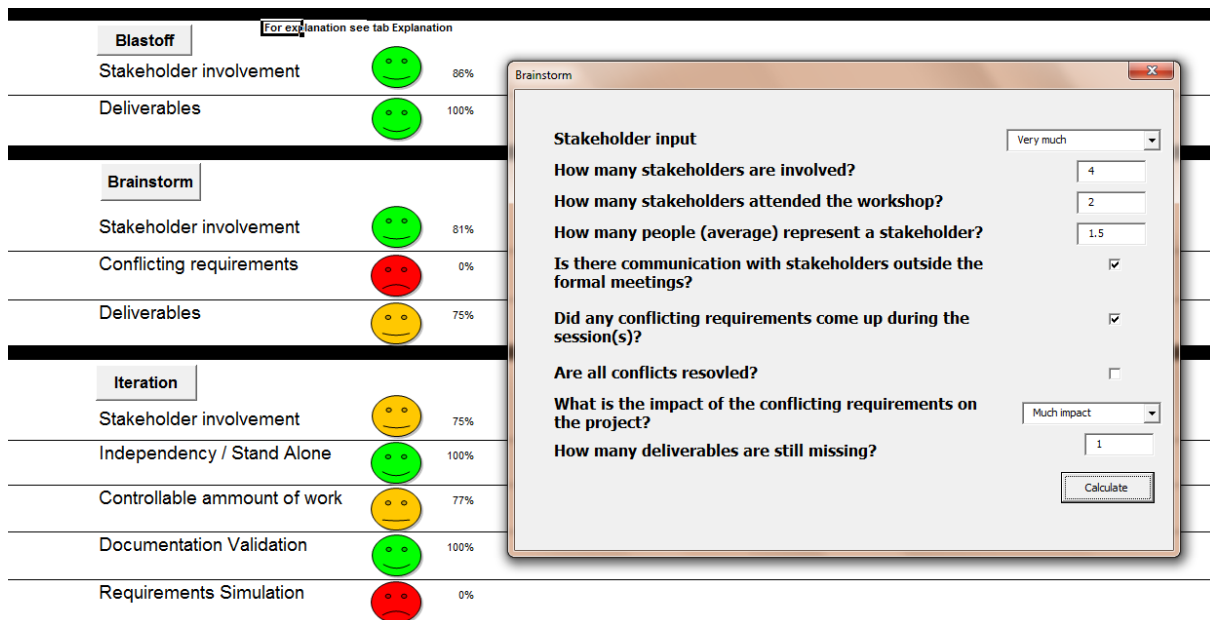 For explanation see tab Explanation
Blastoff
Stakeholder involvement
86%
Deliverables
100%
Brainstorm
Stakeholder involvement
81%
Conflicting requirements
0%
Deliverables
75%
Iteration
Stakeholder involvement
75%
Independency / Stand Alone
100%
Controllable ammount of work
77%
Documentation Validation
100%
Requirements Simulation
0%
Brainstorm
Stakeholder input
Very much
How many stakeholders are involved?
4
How many stakeholders attended the workshop?
2
How many people (average) represent a stakeholder?
1.5
Is there communication with stakeholders outside the
formal meetings?
Did any conflicting requirements come up during the
session(s)?
Are all conflicts resovled?
What is the impact of the conflicting requirements on
the project?
Much impact
How many deliverables are still missing?
1
Calculate